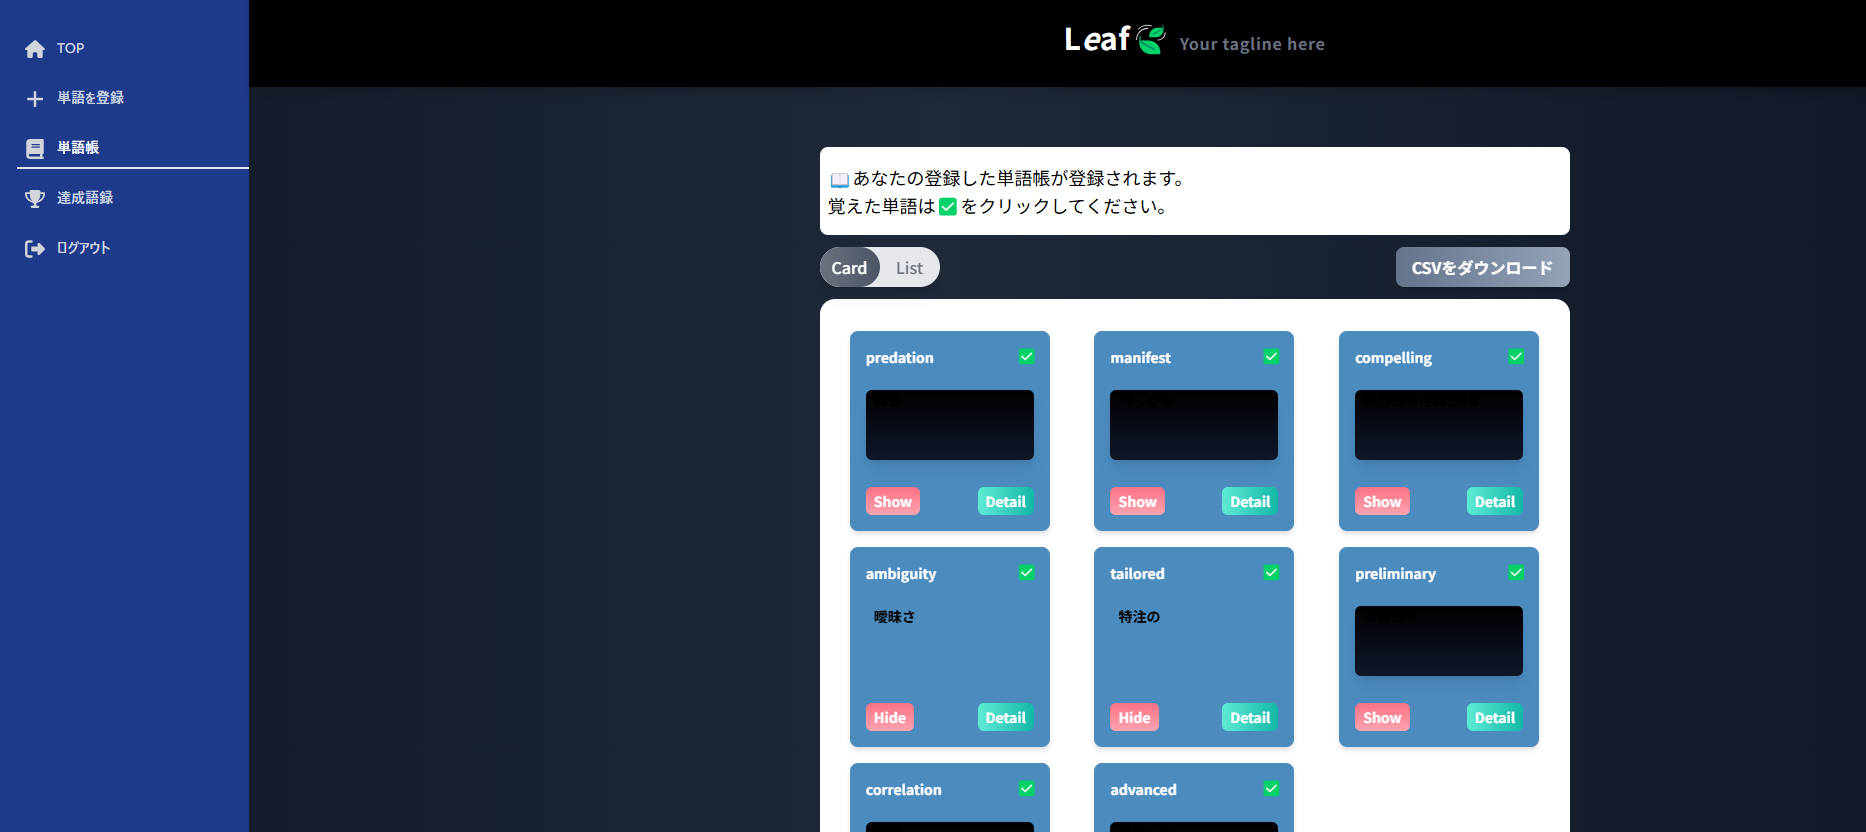 TOP
単語を登録
単語帳
達成語録
ログアウト
Leaf Your tagline here
あなたの登録した単語帳が登録されます。
覚えた単語は✅をクリックしてください。
Card List
CSVをダウンロード
predation
manifest
compelling
Show Detail
Show Detail
Show Detail
ambiguity
tailored
preliminary
曖昧さ
特注の
Hide Detail
Hide Detail
Show Detail
correlation
advanced